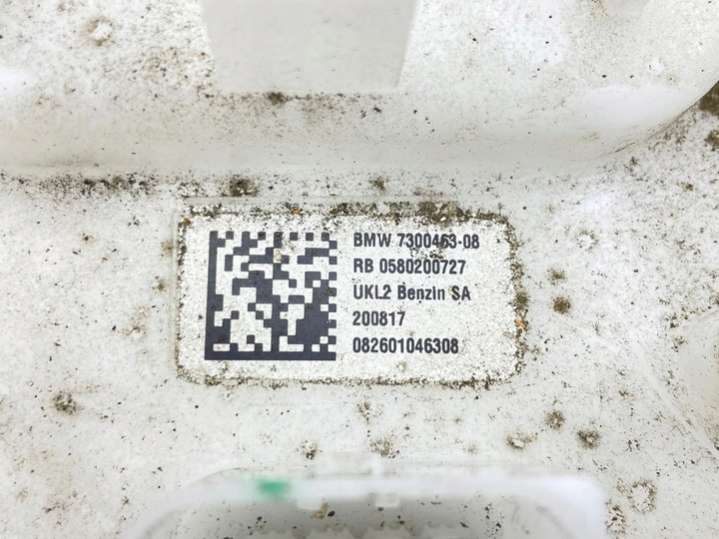 BMW 7300463-08
RB 0580200727
UKL2 Benzin SA
200817
082601046308